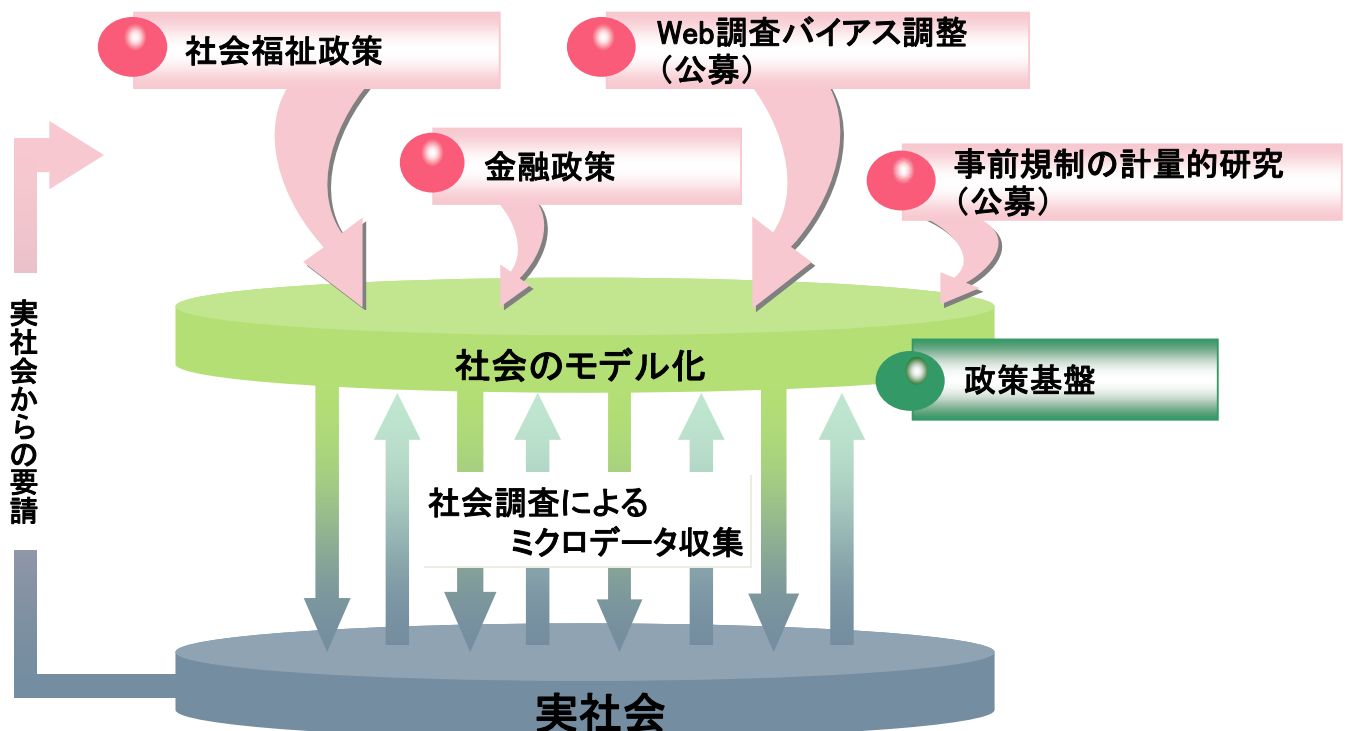 社会福祉政策
Web調査バイアス調整
（公募）
金融政策
事前規制の計量的研究
（公募）
実社会からの要請
社会のモデル化
政策基盤
社会調査による
ミクロデータ収集
実社会